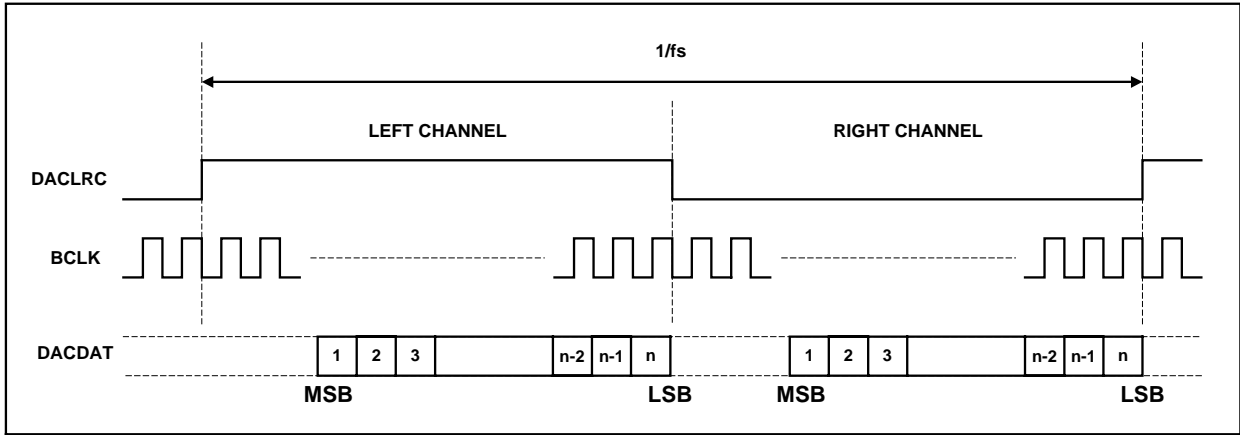 1/fs
LEFT CHANNEL RIGHT CHANNEL
DACLRC
BCLK
DACDAT
1 2 3 n-2 n-1 n 1 2 3 n-2 n-1 n
MSB LSB MSB LSB